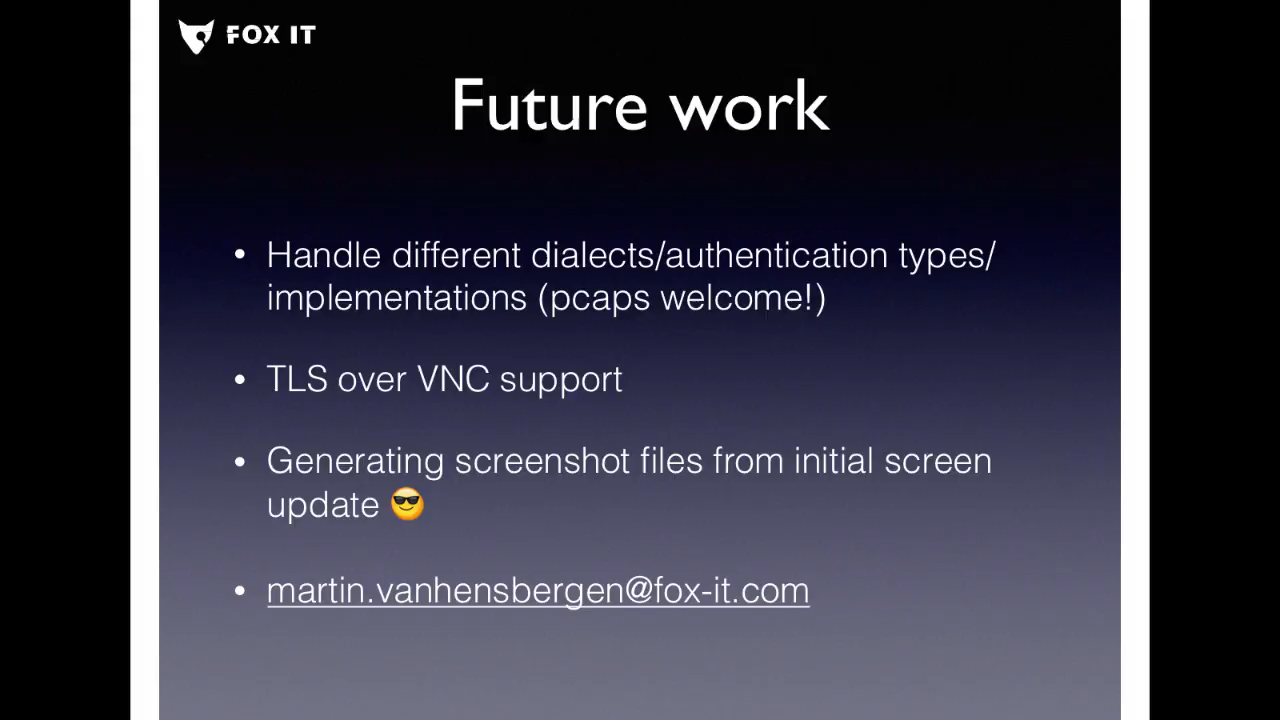 FOX IT
Future work
• Handle different dialects/authentication types/
implementations (pcaps welcome!)
• TLS over VNC support
• Generating screenshot files from initial screen
update 😎
• martin.vanhensbergen@fox-it.com